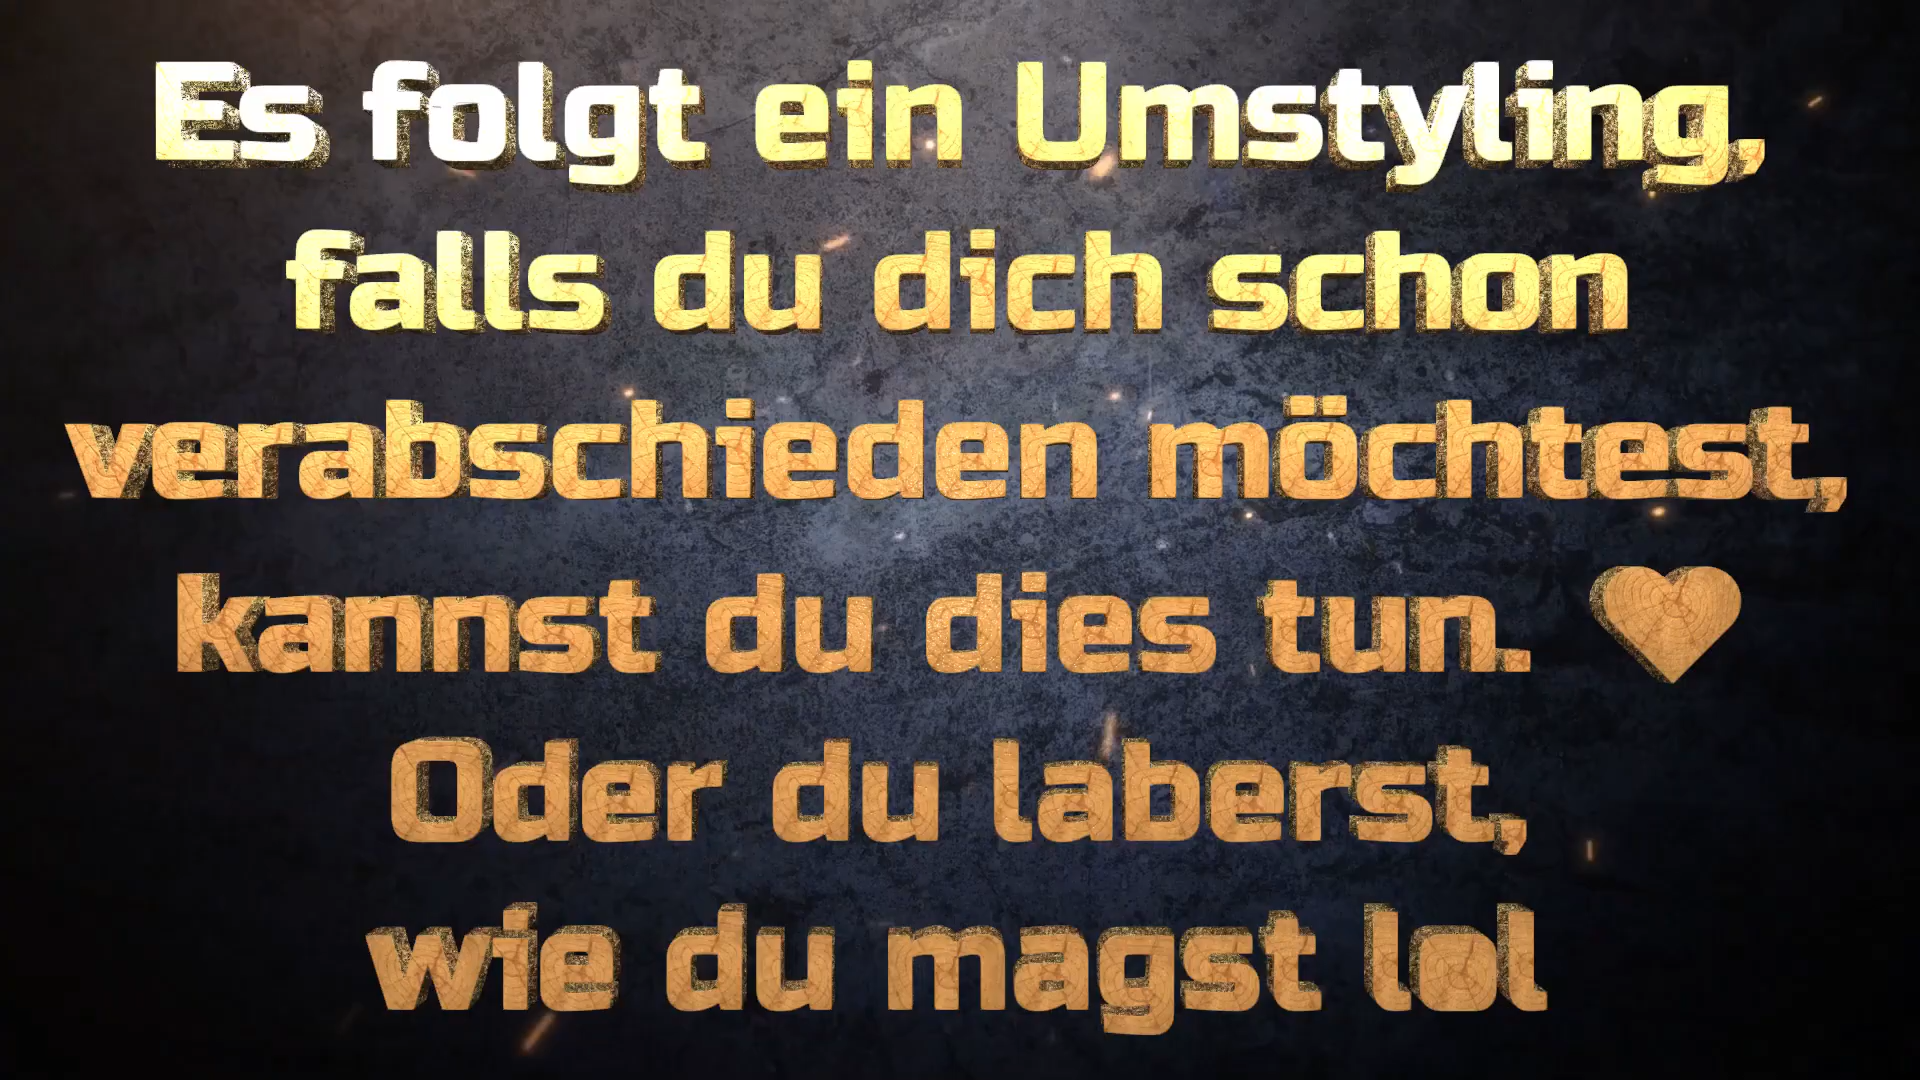 Es folgt ein Umstyling,
falls du dich schon
verabschieden möchtest,
kannst du dies tun. ♥
Oder du laberst,
wie du magst lol